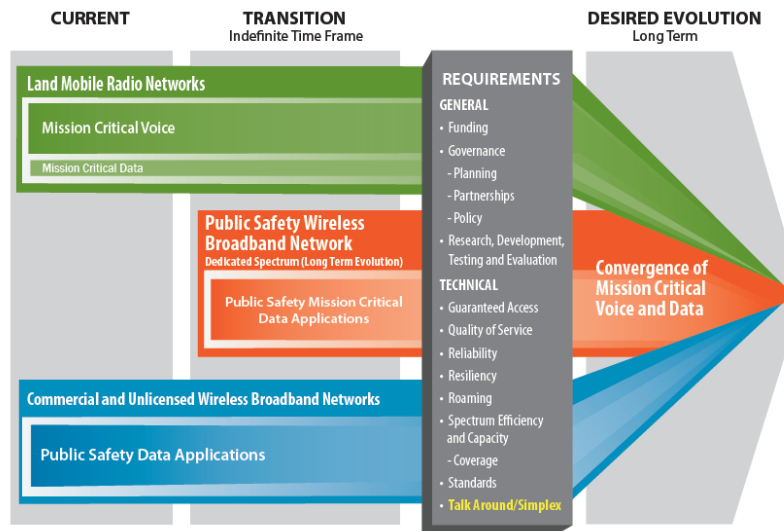 CURRENT
TRANSITION
Indefinite Time Frame
DESIRED EVOLUTION
Long Term
Land Mobile Radio Networks
Mission Critical Voice
Mission Critical Data
Public Safety Wireless
Broadband Network
Dedicated Spectrum (Long Term Evolution)
Public Safety Mission Critical
Data Applications
Commercial and Unlicensed Wireless Broadband Networks
Public Safety Data Applications
REQUIREMENTS
GENERAL
• Funding
• Governance
- Planning
- Partnerships
- Policy
• Research, Development,
Testing and Evaluation
TECHNICAL
• Guaranteed Access
• Quality of Service
• Reliability
• Resiliency
• Roaming
• Spectrum Efficiency
and Capacity
- Coverage
• Standards
• Talk Around/Simplex
Convergence of
Mission Critical
Voice and Data